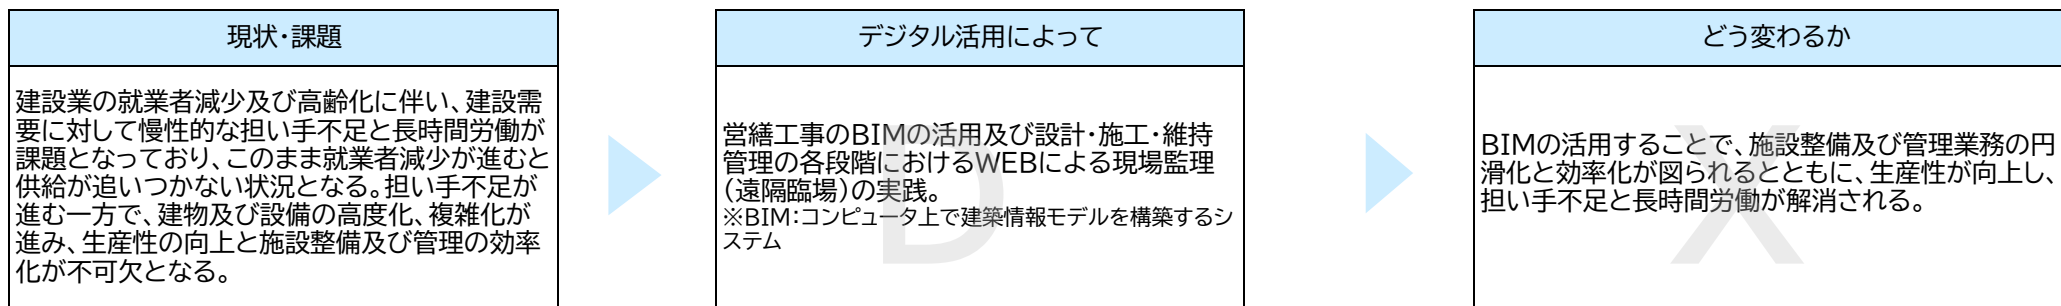 現状・課題
建設業の就業者減少及び高齢化に伴い、建設需
要に対して慢性的な担い手不足と長時間労働が
課題となっており、このまま就業者減少が進むと
供給が追いつかない状況となる。担い手不足が
進む一方で、建物及び設備の高度化、複雑化が
進み、生産性の向上と施設整備及び管理の効率
化が不可欠となる。
デジタル活用によって
営繕工事のBIMの活用及び設計・施工・維持
管理の各段階におけるWEBによる現場監理
（遠隔臨場）の実践。
※BIM：コンピュータ上で建築情報モデルを構築するシ
ステム
D
どう変わるか
BIMの活用することで、施設整備及び管理業務の円
滑化と効率化が図られるとともに、生産性が向上し、
担い手不足と長時間労働が解消される。
X